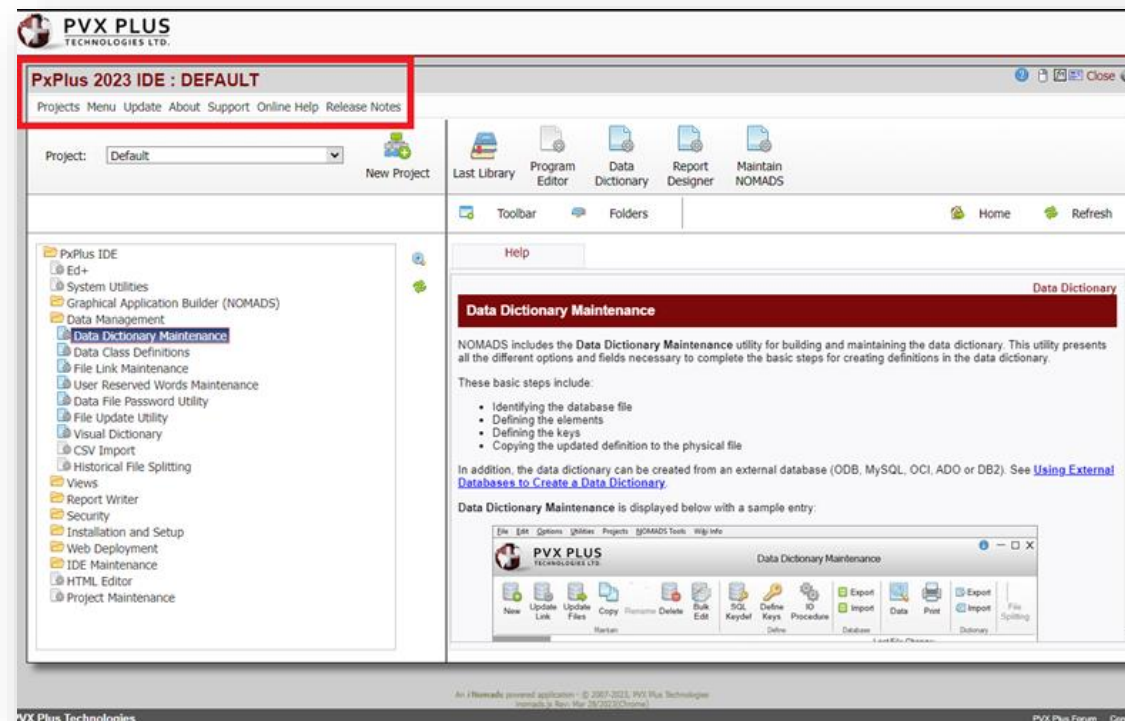 PVX PLUS
TECHNOLOGIES LTD.
PxPlus 2023 IDE : DEFAULT
Close
Projects Menu Update About Support Online Help Release Notes
Project: Default
New Project
Last Library
Program Editor
Data Dictionary
Report Designer
Maintain NOMADS
Toolbar Folders Home Refresh
PxPlus IDE
Ed+
System Utilities
Graphical Application Builder (NOMADS)
Data Management
Data Dictionary Maintenance
Data Class Definitions
File Link Maintenance
User Reserved Words Maintenance
Data File Password Utility
File Update Utility
Visual Dictionary
CSV Import
Historical File Splitting
Views
Report Writer
Security
Installation and Setup
Web Deployment
IDE Maintenance
HTML Editor
Project Maintenance
Help
Data Dictionary
Data Dictionary Maintenance
NOMADS includes the Data Dictionary Maintenance utility for building and maintaining the data dictionary. This utility presents
all the different options and fields necessary to complete the basic steps for creating definitions in the data dictionary.
These basic steps include:
• Identifying the database file
• Defining the elements
• Defining the keys
• Copying the updated definition to the physical file
In addition, the data dictionary can be created from an external database (ODB, MySQL, OCI, ADO or DB2). See Using External
Databases to Create a Data Dictionary.
Data Dictionary Maintenance is displayed below with a sample entry:
File Edit Options Utilities Projects NOMADS Tools Wiki Info
PVX PLUS
TECHNOLOGIES LTD.
Data Dictionary Maintenance
New
Update Link
Update Files
Copy
Rename
Delete
Bulk Edit
SQL Keydef
Define Keys
IO Procedure
Export
Import
Data
Print
Export
Import
File Splitting
Maintain Define Database Dictionary
An iNomads powered application - © 2007-2023, PVX Plus Technologies
PVX Plus Technologies
PVX Plus Forum